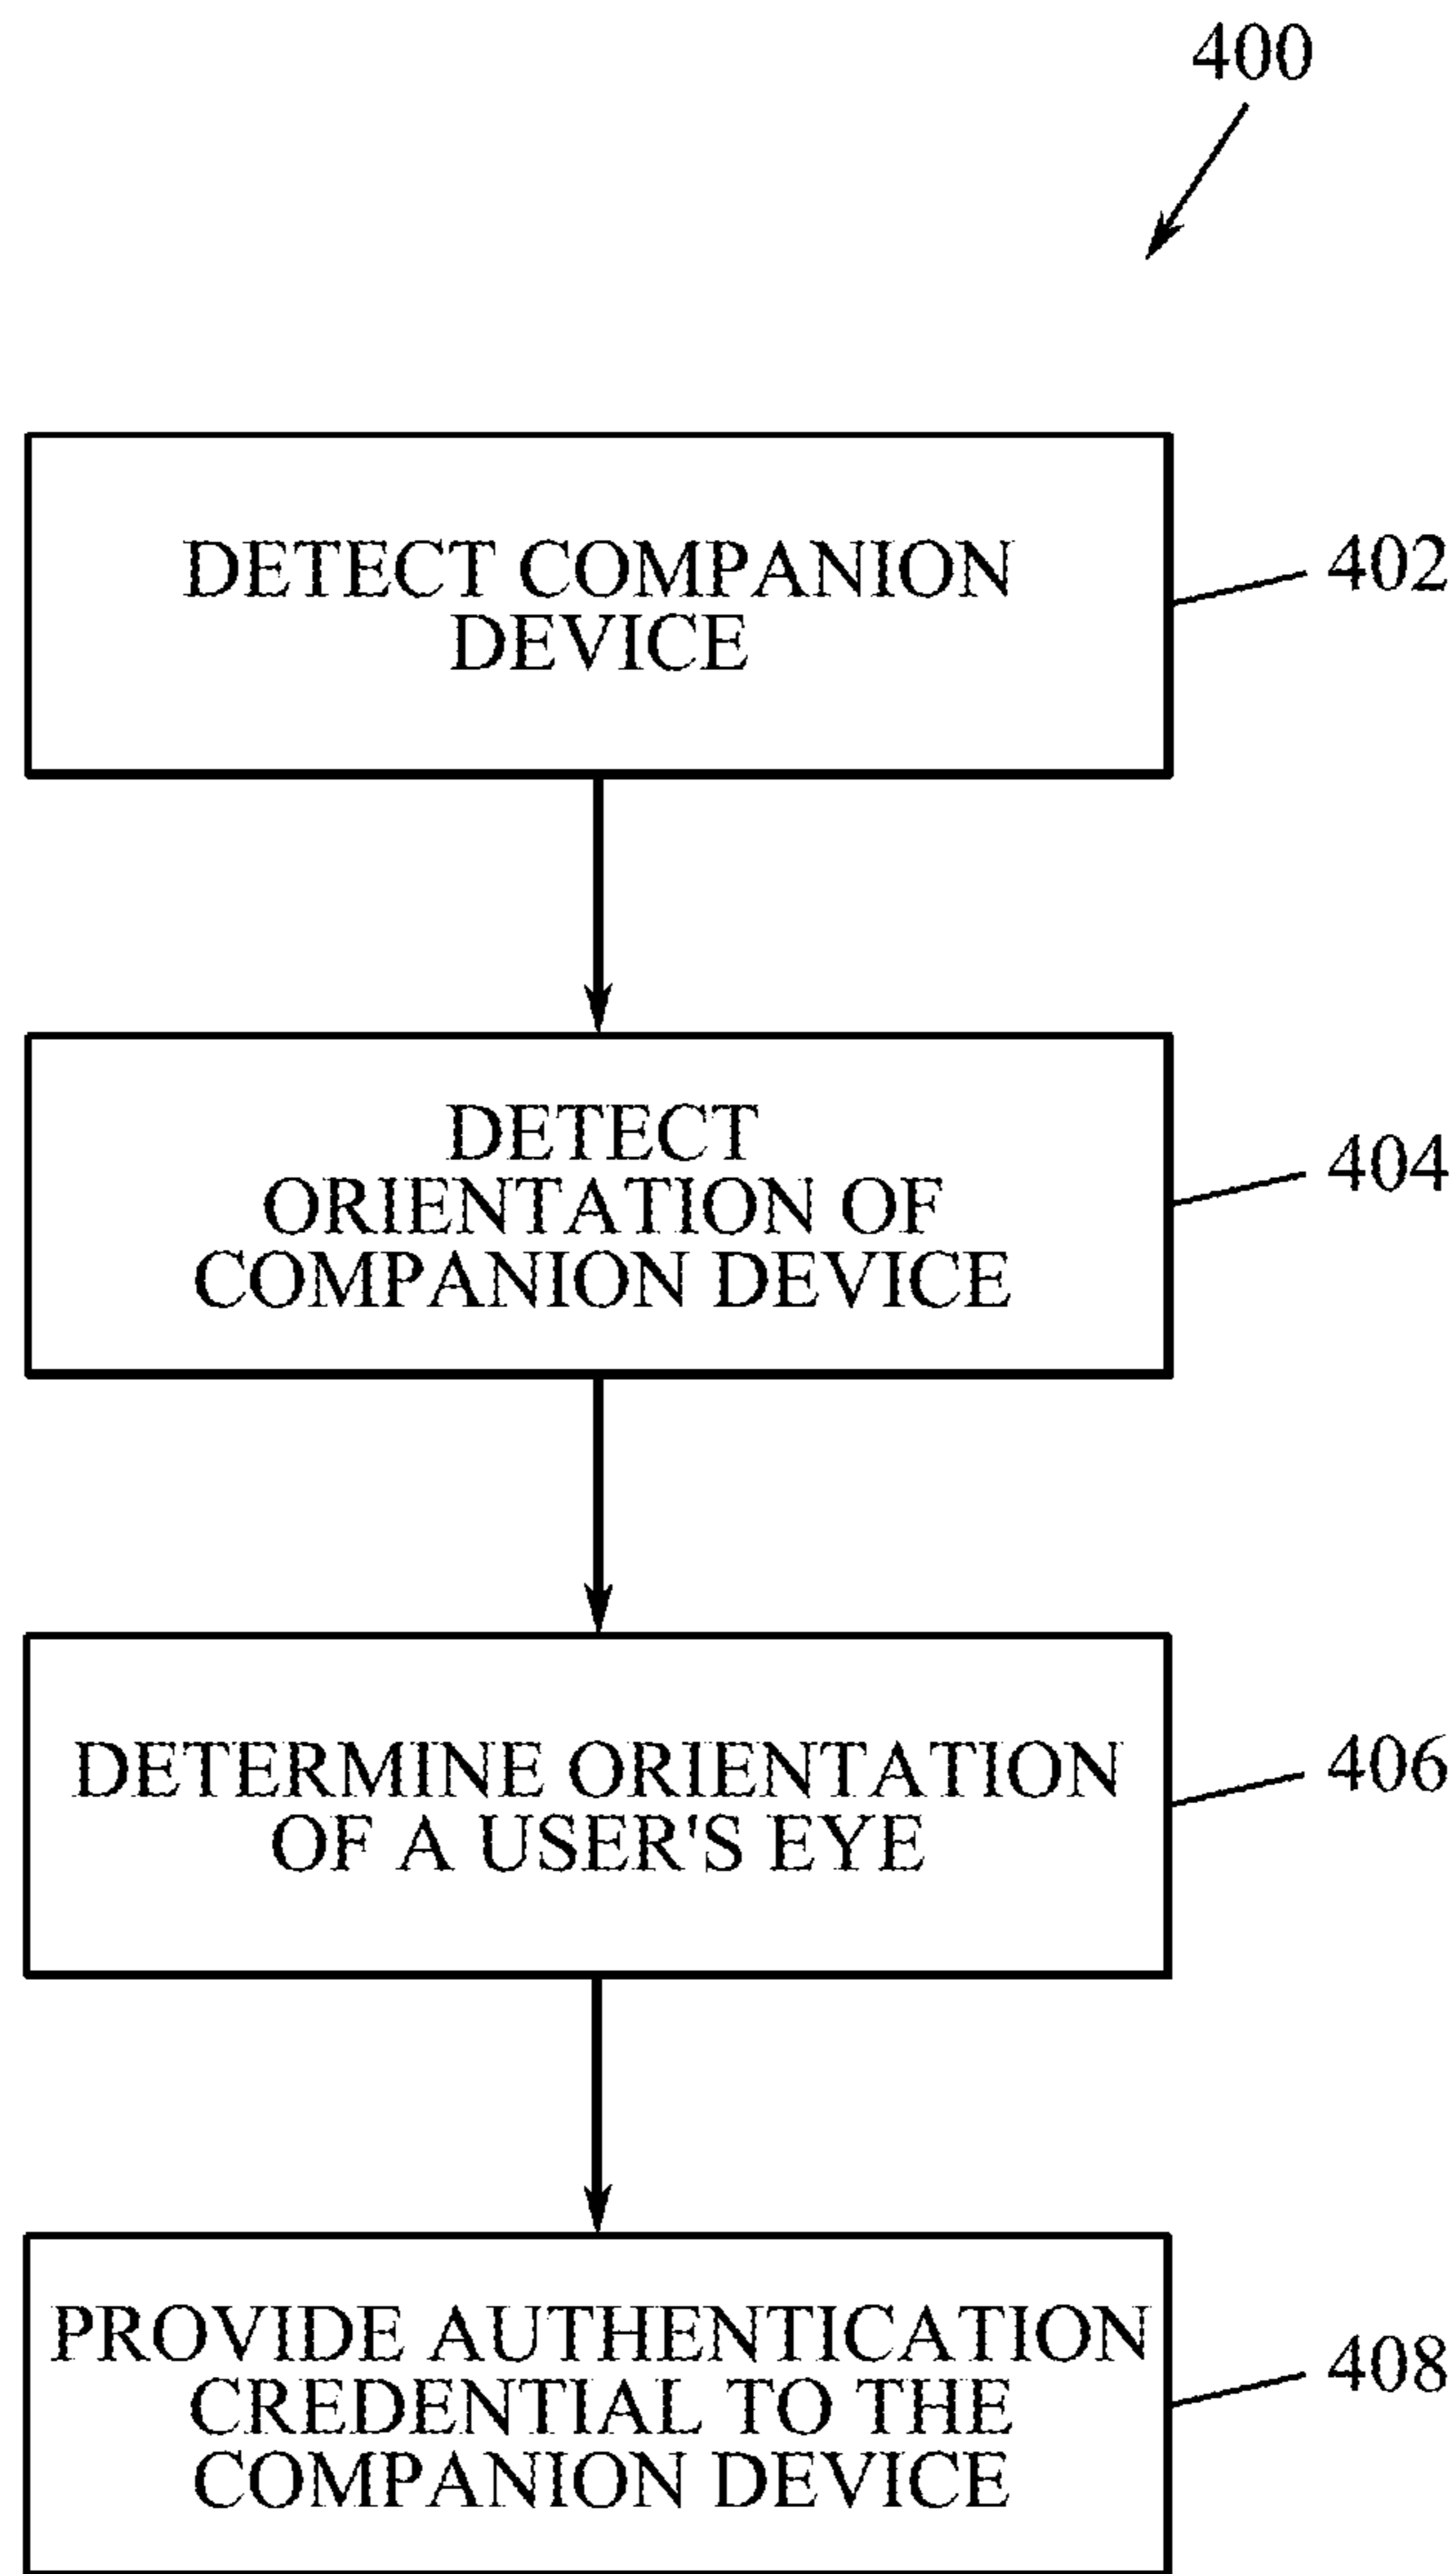 400
DETECT COMPANION
DEVICE
402
DETECT
ORIENTATION OF
COMPANION DEVICE
404
DETERMINE ORIENTATION
OF A USER'S EYE
406
PROVIDE AUTHENTICATION
CREDENTIAL TO THE
COMPANION DEVICE
408